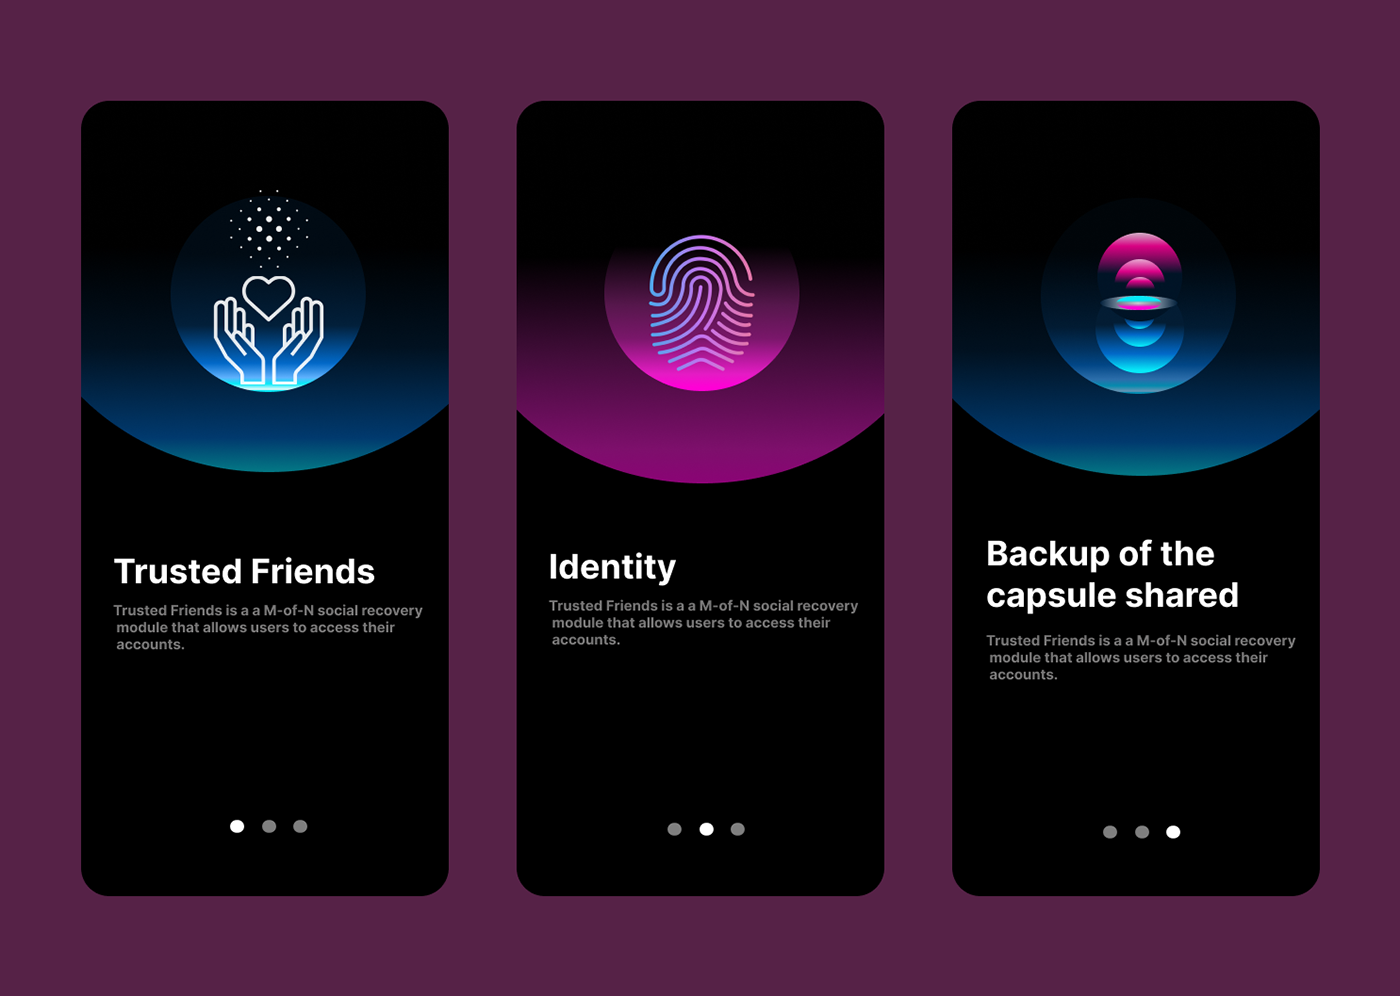 Trusted Friends
Trusted Friends is a a M-of-N social recovery
module that allows users to access their
accounts.
Identity
Trusted Friends is a a M-of-N social recovery
module that allows users to access their
accounts.
Backup of the
capsule shared
Trusted Friends is a a M-of-N social recovery
module that allows users to access their
accounts.